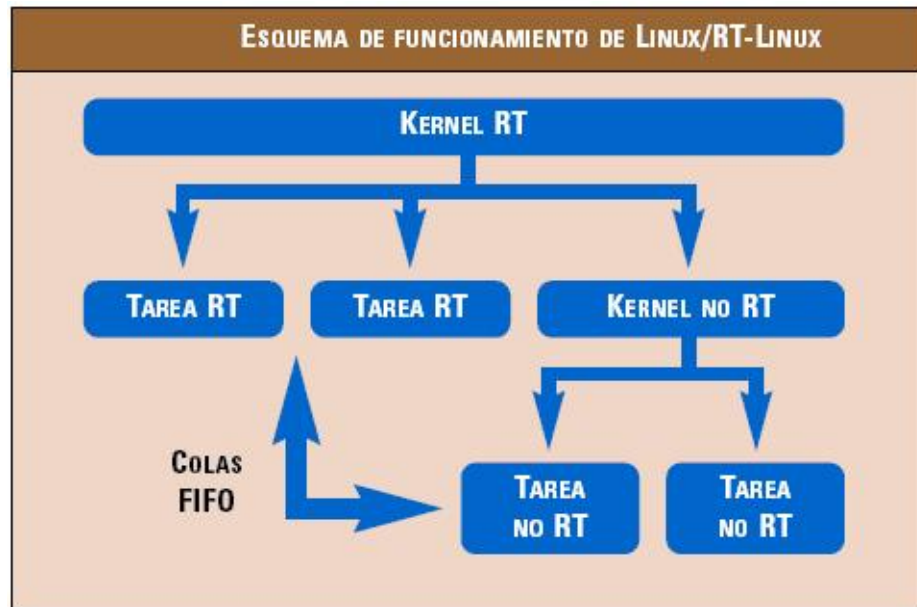 ESQUEMA DE FUNCIONAMIENTO DE LINUX/RT-LINUX
KERNEL RT
TAREA RT
TAREA RT
KERNEL NO RT
COLAS
FIFO
TAREA
NO RT
TAREA
NO RT